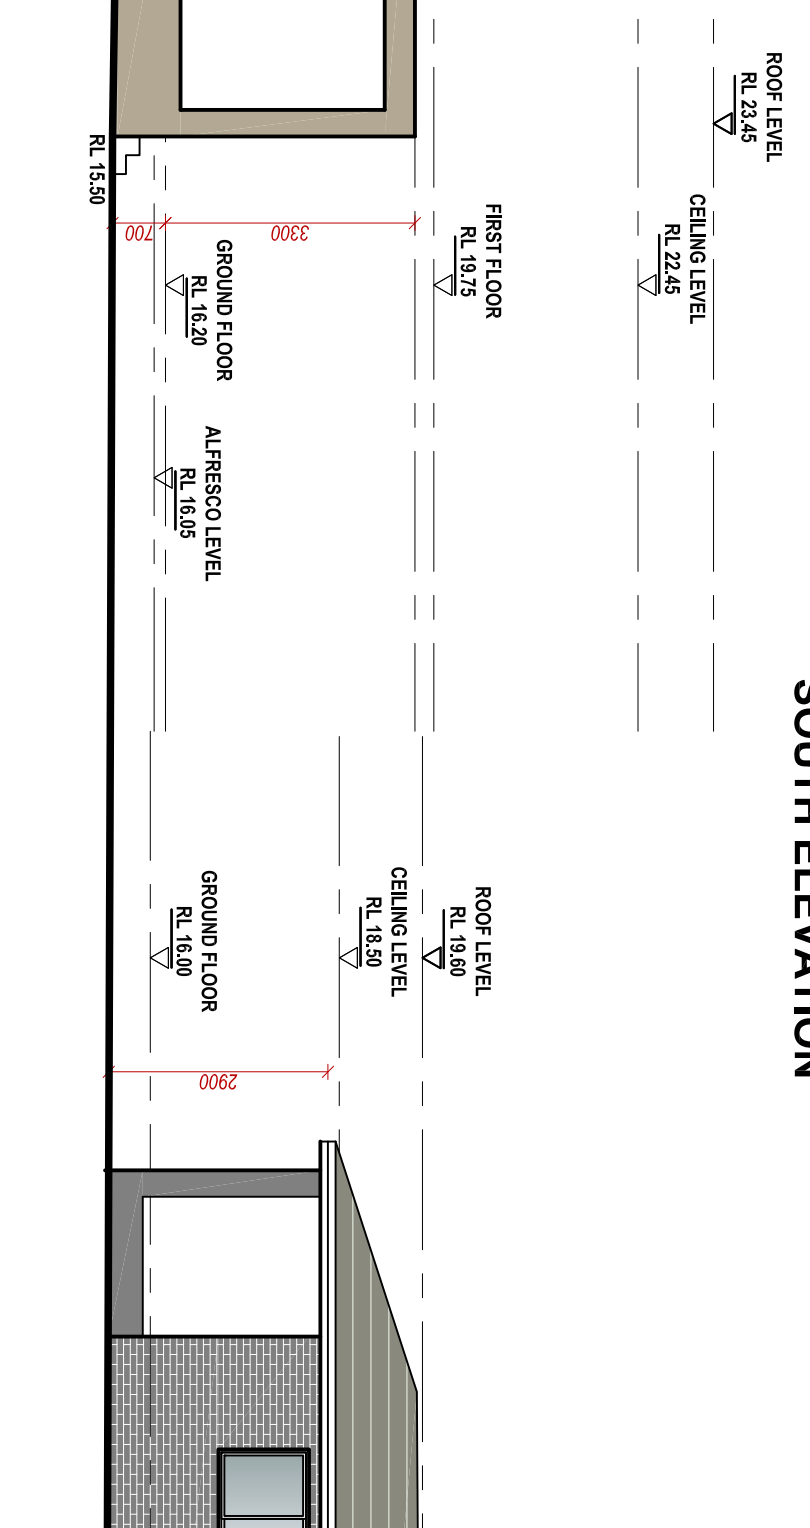 SOUTH ELEVATION
ROOF LEVEL
RL 23.45
CEILING LEVEL
RL 22.45
FIRST FLOOR
RL 19.75
GROUND FLOOR
RL 16.20
ALFRESCO LEVEL
RL 16.05
RL 15.50
3300
700
ROOF LEVEL
RL 19.60
CEILING LEVEL
RL 18.50
GROUND FLOOR
RL 16.00
2900